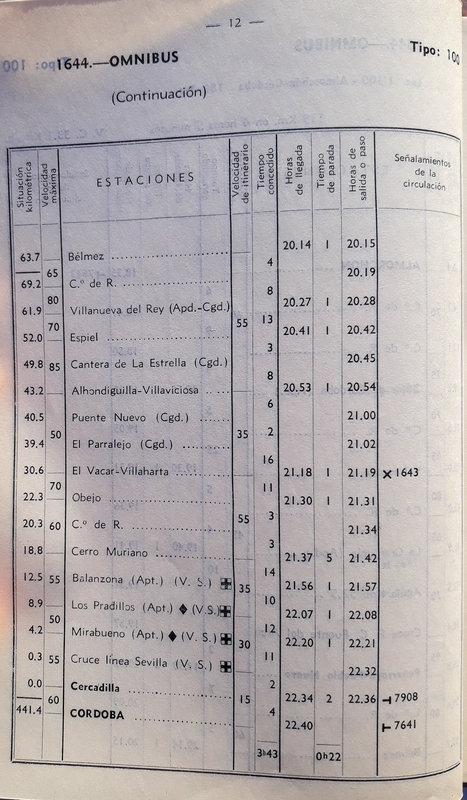 — 12 —
1644.—OMNIBUS
Tipo: 100
(Continuación)
Situación kilométrica | Velocidad máxima | ESTACIONES | Velocidad de itinerario | Tiempo concedido | Horas de llegada | Tiempo de parada | Horas de salida o paso | Señalamientos de la circulación
63.7 Bélmez 20.14 1 20.15
65 4
69.2 C.º de R. 20.19
80 8
61.9 Villanueva del Rey (Apd.-Cgd.) 20.27 1 20.28
70 55 13
52.0 Espiel 20.41 1 20.42
3
49.8 85 Cantera de La Estrella (Cgd.) 20.45
8
43.2 Alhondiguilla-Villaviciosa 20.53 1 20.54
6
40.5 Puente Nuevo (Cgd.) 21.00
50 35 2
39.4 El Parralejo (Cgd.) 21.02
16
30.6 El Vacar-Villaharta 21.18 1 21.19 X 1643
70 11
22.3 Obejo 21.30 1 21.31
55 3
20.3 60 C.º de R. 21.34
3
18.8 Cerro Muriano 21.37 5 21.42
14
12.5 55 Balanzona (Apt.) (V. S.) 35 21.56 1 21.57
10
8.9 Los Pradillos (Apt.) ♦ (V.S.) 22.07 1 22.08
50 12
4.2 Mirabueno (Apt.) ♦ (V. S.) 30 22.20 1 22.21
11
0.3 55 Cruce línea Sevilla (V. S.) 22.32
2
0.0 Cercadilla 22.34 2 22.36 7908
60 15 4
441.4 CORDOBA 22.40 7641
3h43 0h22